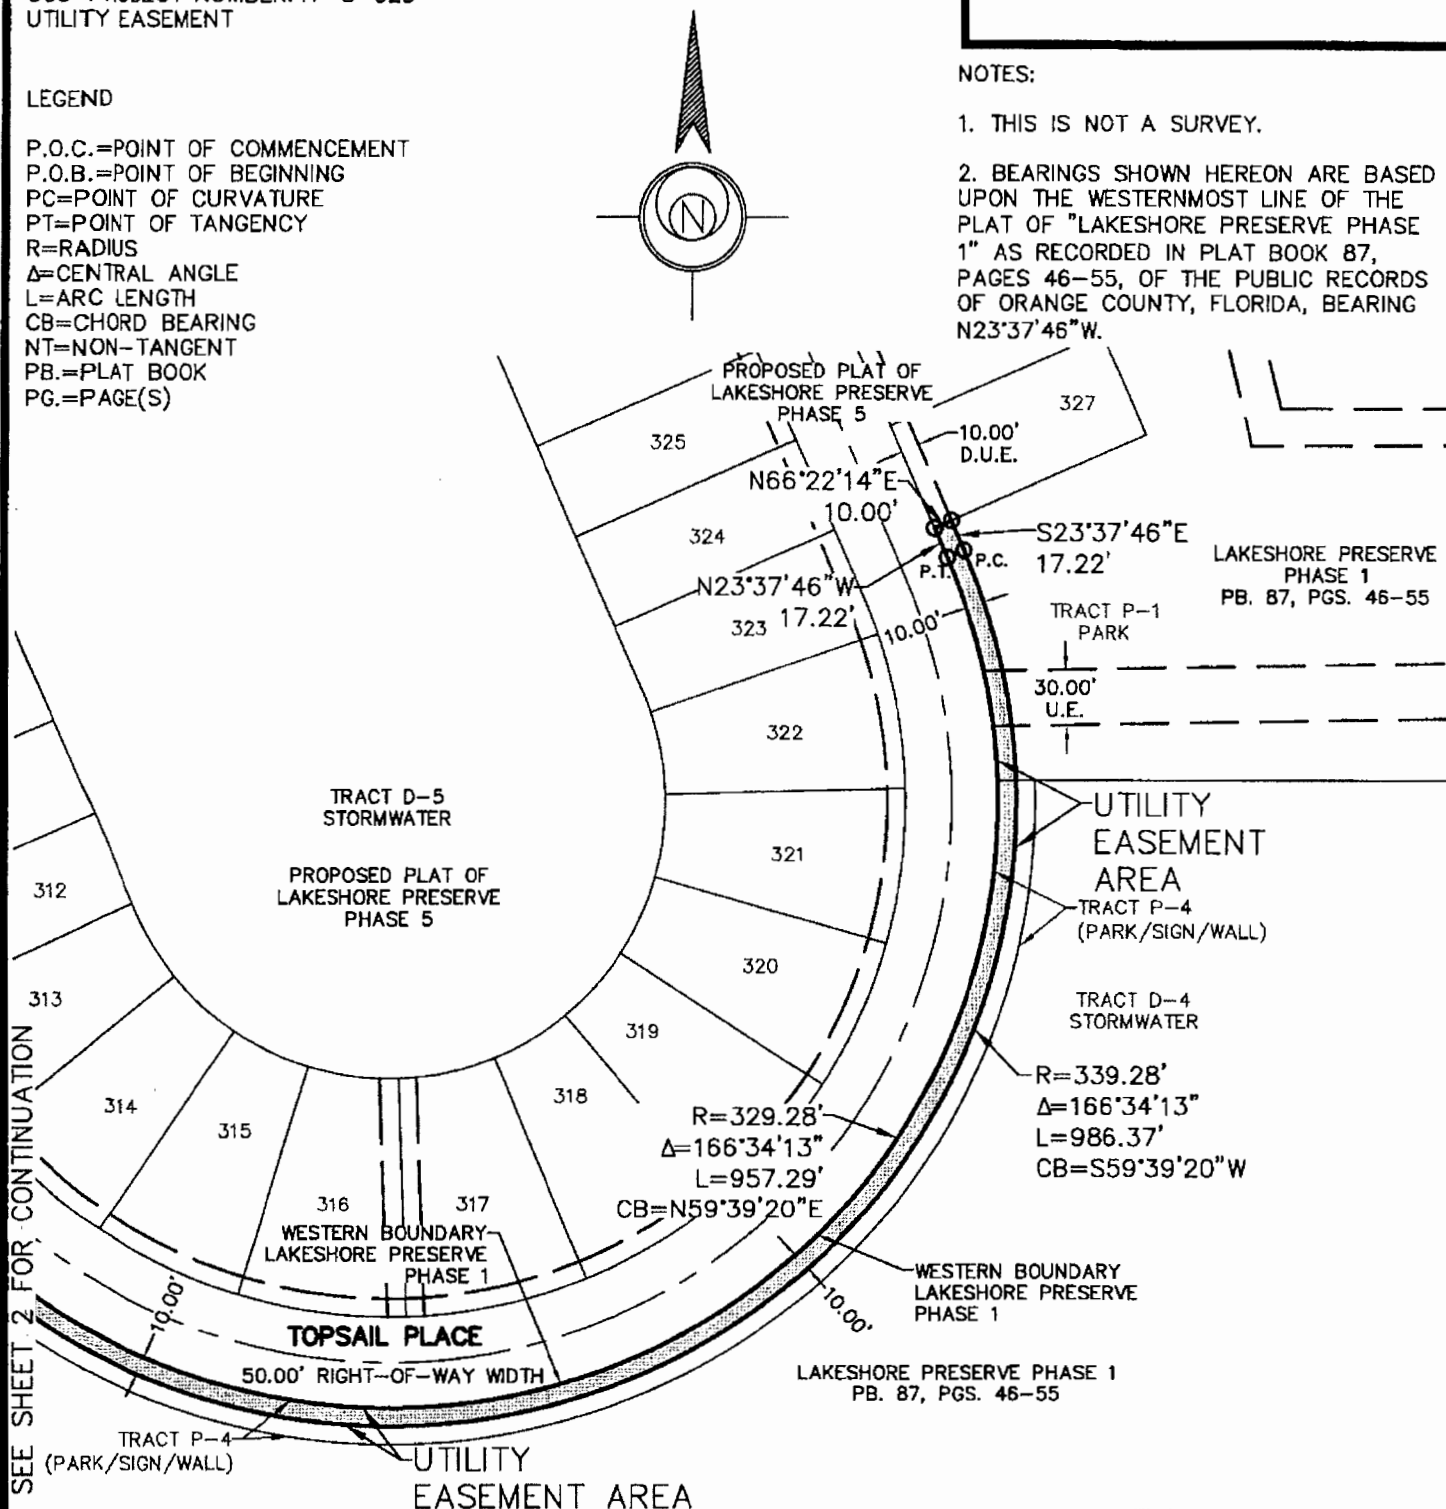 UTILITY EASEMENT
LEGEND
P.O.C.=POINT OF COMMENCEMENT
P.O.B.=POINT OF BEGINNING
PC=POINT OF CURVATURE
PT=POINT OF TANGENCY
R=RADIUS
Δ=CENTRAL ANGLE
L=ARC LENGTH
CB=CHORD BEARING
NT=NON-TANGENT
PB.=PLAT BOOK
PG.=PAGE(S)
N
NOTES:
1. THIS IS NOT A SURVEY.
2. BEARINGS SHOWN HEREON ARE BASED
UPON THE WESTERNMOST LINE OF THE
PLAT OF "LAKESHORE PRESERVE PHASE
1" AS RECORDED IN PLAT BOOK 87,
PAGES 46-55, OF THE PUBLIC RECORDS
OF ORANGE COUNTY, FLORIDA, BEARING
N23°37'46"W.
PROPOSED PLAT OF
LAKESHORE PRESERVE
PHASE 5
327
325
10.00'
D.U.E.
N66°22'14"E
10.00'
324
S23°37'46"E
17.22'
P.T.
P.C.
LAKESHORE PRESERVE
PHASE 1
PB. 87, PGS. 46-55
N23°37'46"W
17.22'
323
10.00'
TRACT P-1
PARK
30.00'
U.E.
322
TRACT D-5
STORMWATER
PROPOSED PLAT OF
LAKESHORE PRESERVE
PHASE 5
UTILITY
EASEMENT
AREA
321
312
TRACT P-4
(PARK/SIGN/WALL)
320
313
TRACT D-4
STORMWATER
319
318
314
315
R=339.28'
Δ=166°34'13"
L=986.37'
CB=S59°39'20"W
R=329.28'
Δ=166°34'13"
L=957.29'
CB=N59°39'20"E
316
317
WESTERN BOUNDARY
LAKESHORE PRESERVE
PHASE 1
WESTERN BOUNDARY
LAKESHORE PRESERVE
PHASE 1
10.00'
10.00'
TOPSAIL PLACE
50.00' RIGHT-OF-WAY WIDTH
LAKESHORE PRESERVE PHASE 1
PB. 87, PGS. 46-55
TRACT P-4
(PARK/SIGN/WALL)
UTILITY
EASEMENT AREA
SEE SHEET 2 FOR CONTINUATION